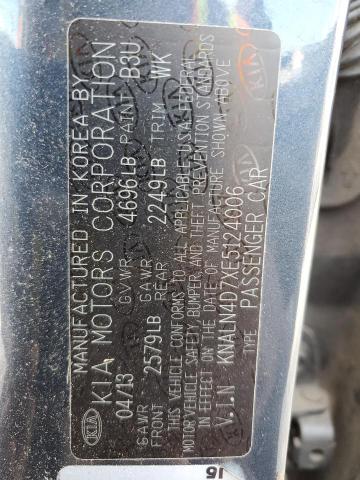 MANUFACTURED IN KOREA BY
KIA KIA MOTORS CORPORATION
04/13 GVWR 4696LB PAINT B3U
GAWR FRONT 2579LB GAWR REAR 2249LB TRIM WK
THIS VEHICLE CONFORMS TO ALL APPLICABLE U.S.A FEDERAL
MOTOR VEHICLE SAFETY BUMPER, AND THEFT PREVENTION STANDARDS
IN EFFECT ON THE DATE OF MANUFACTURE SHOWN ABOVE
V.I.N KNALN4D7XE5124006
TYPE PASSENGER CAR